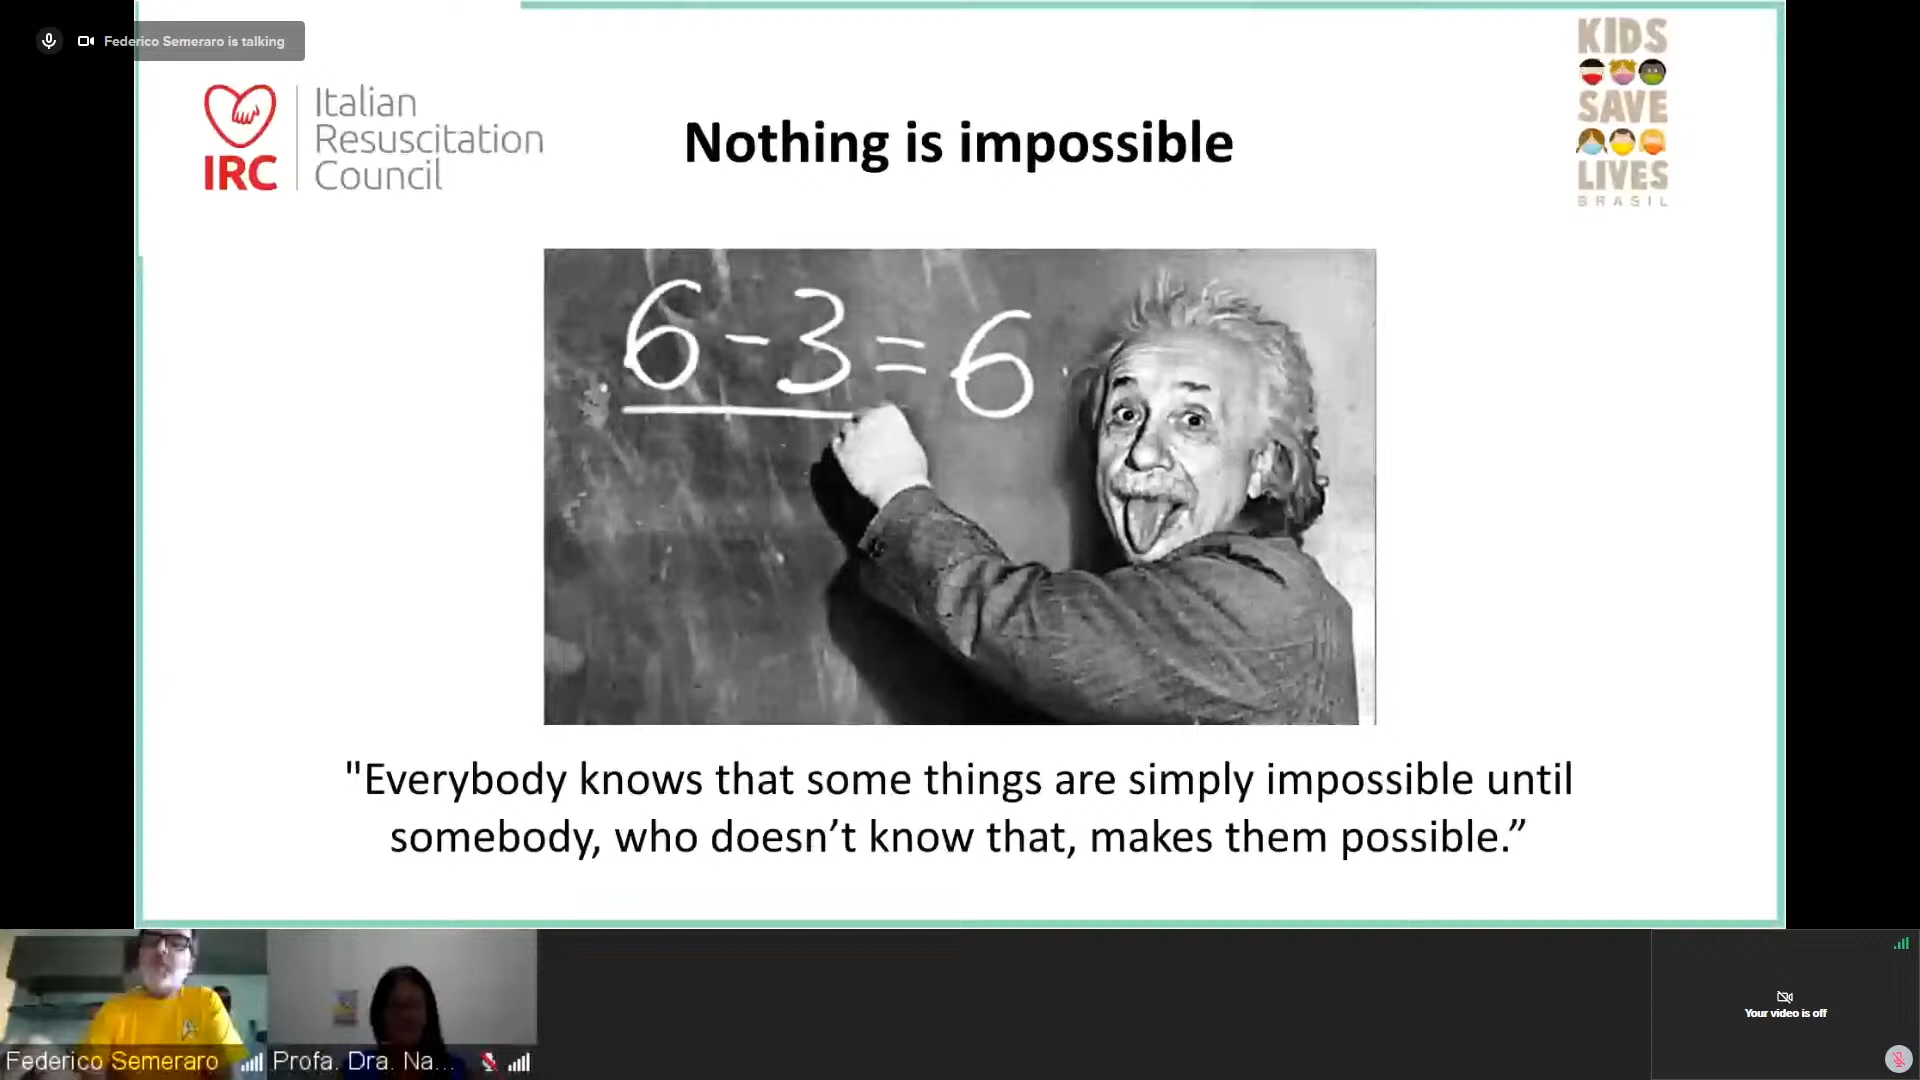 Federico Semeraro is talking
IRC
Italian
Resuscitation
Council
Nothing is impossible
KIDS
SAVE
LIVES
BRASIL
6-3=6
"Everybody knows that some things are simply impossible until
somebody, who doesn’t know that, makes them possible.”
Federico Semeraro
Profa. Dra. Na...
Your video is off